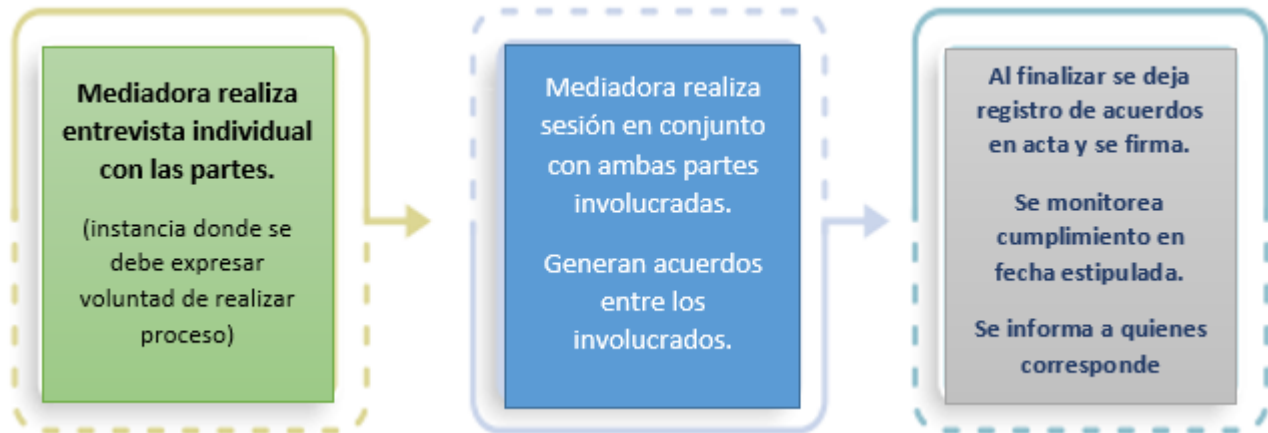 Mediadora realiza
entrevista individual
con las partes.
(instancia donde se
debe expresar
voluntad de realizar
proceso)
Mediadora realiza
sesión en conjunto
con ambas partes
involucradas.
Generan acuerdos
entre los
involucrados.
Al finalizar se deja
registro de acuerdos
en acta y se firma.
Se monitorea
cumplimiento en
fecha estipulada.
Se informa a quienes
corresponde